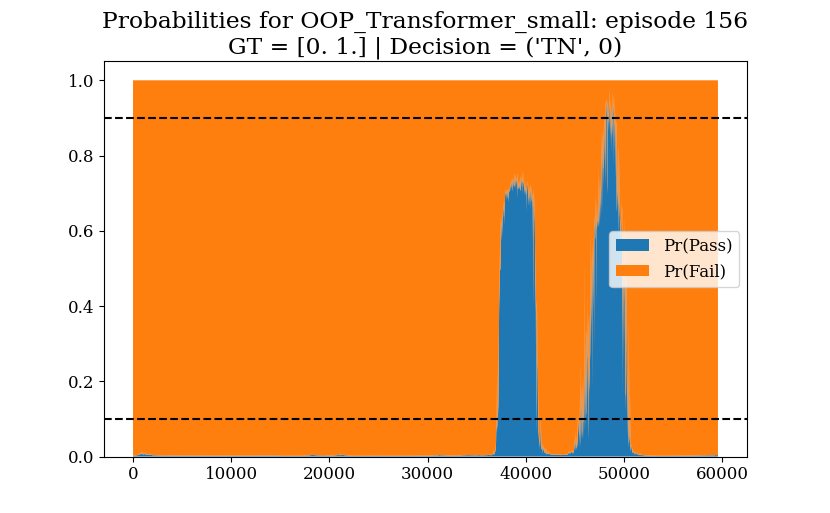 Probabilities for OOP_Transformer_small: episode 156
GT = [0. 1.] | Decision = ('TN', 0)
1.0
0.8
0.6
0.4
0.2
0.0
Pr(Pass)
Pr(Fail)
0 10000 20000 30000 40000 50000 60000